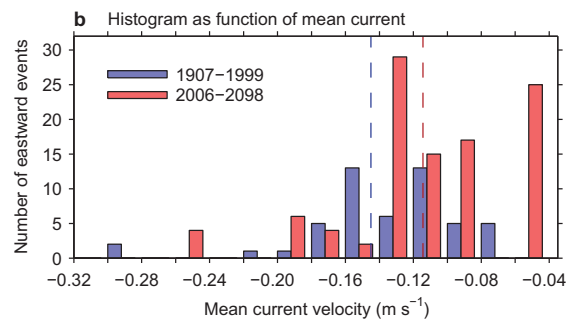 b Histogram as function of mean current
30
25
20
15
10
5
0
Number of eastward events
1907−1999
2006−2098
−0.32 −0.28 −0.24 −0.20 −0.16 −0.12 −0.08 −0.04
Mean current velocity (m s⁻¹)